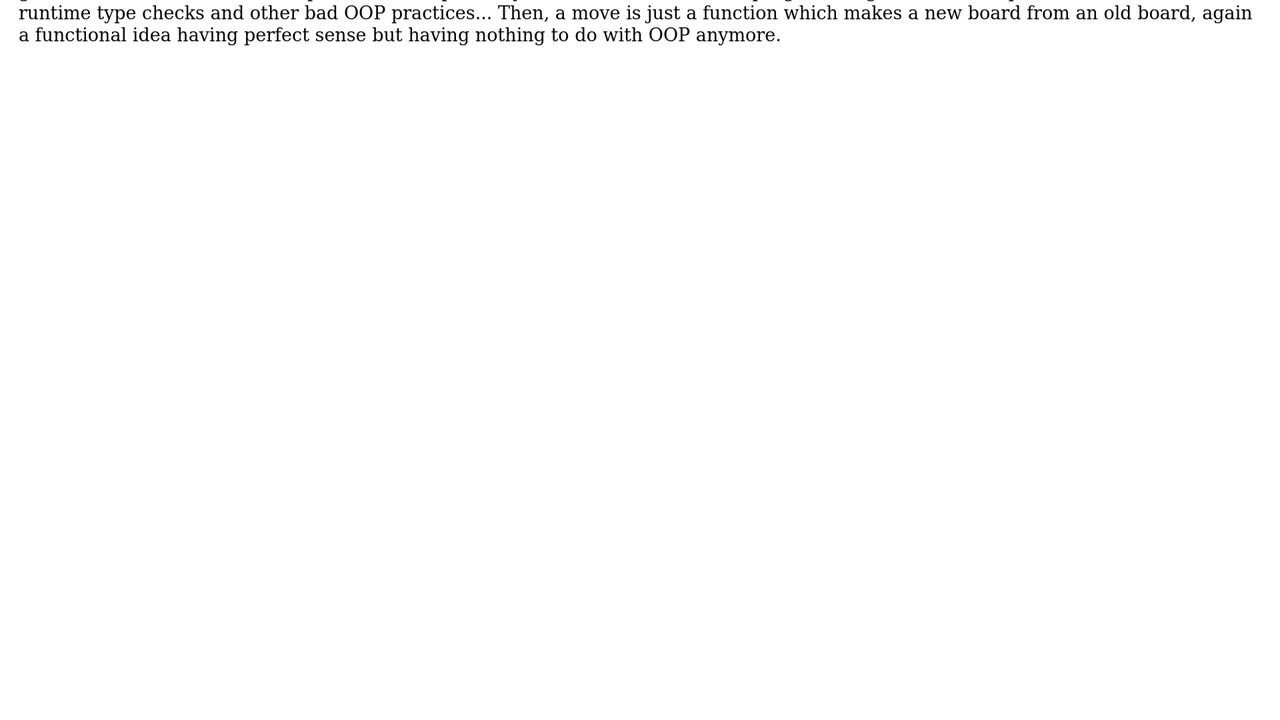 runtime type checks and other bad OOP practices... Then, a move is just a function which makes a new board from an old board, again
a functional idea having perfect sense but having nothing to do with OOP anymore.